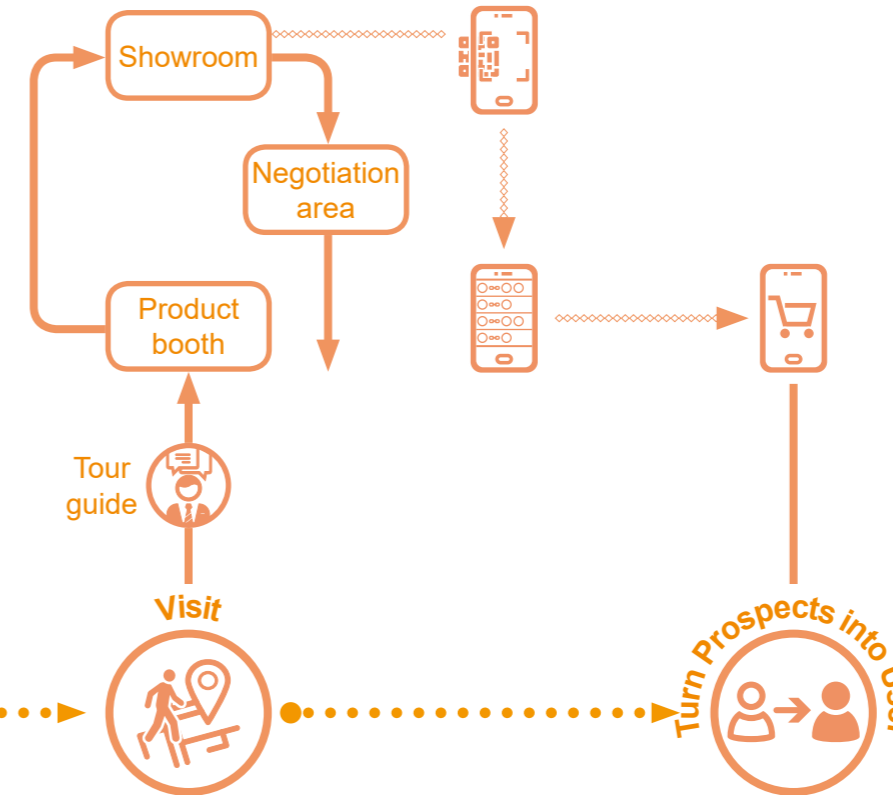 Showroom
Negotiation
area
Product
booth
Tour
guide
Visit
Turn Prospects into